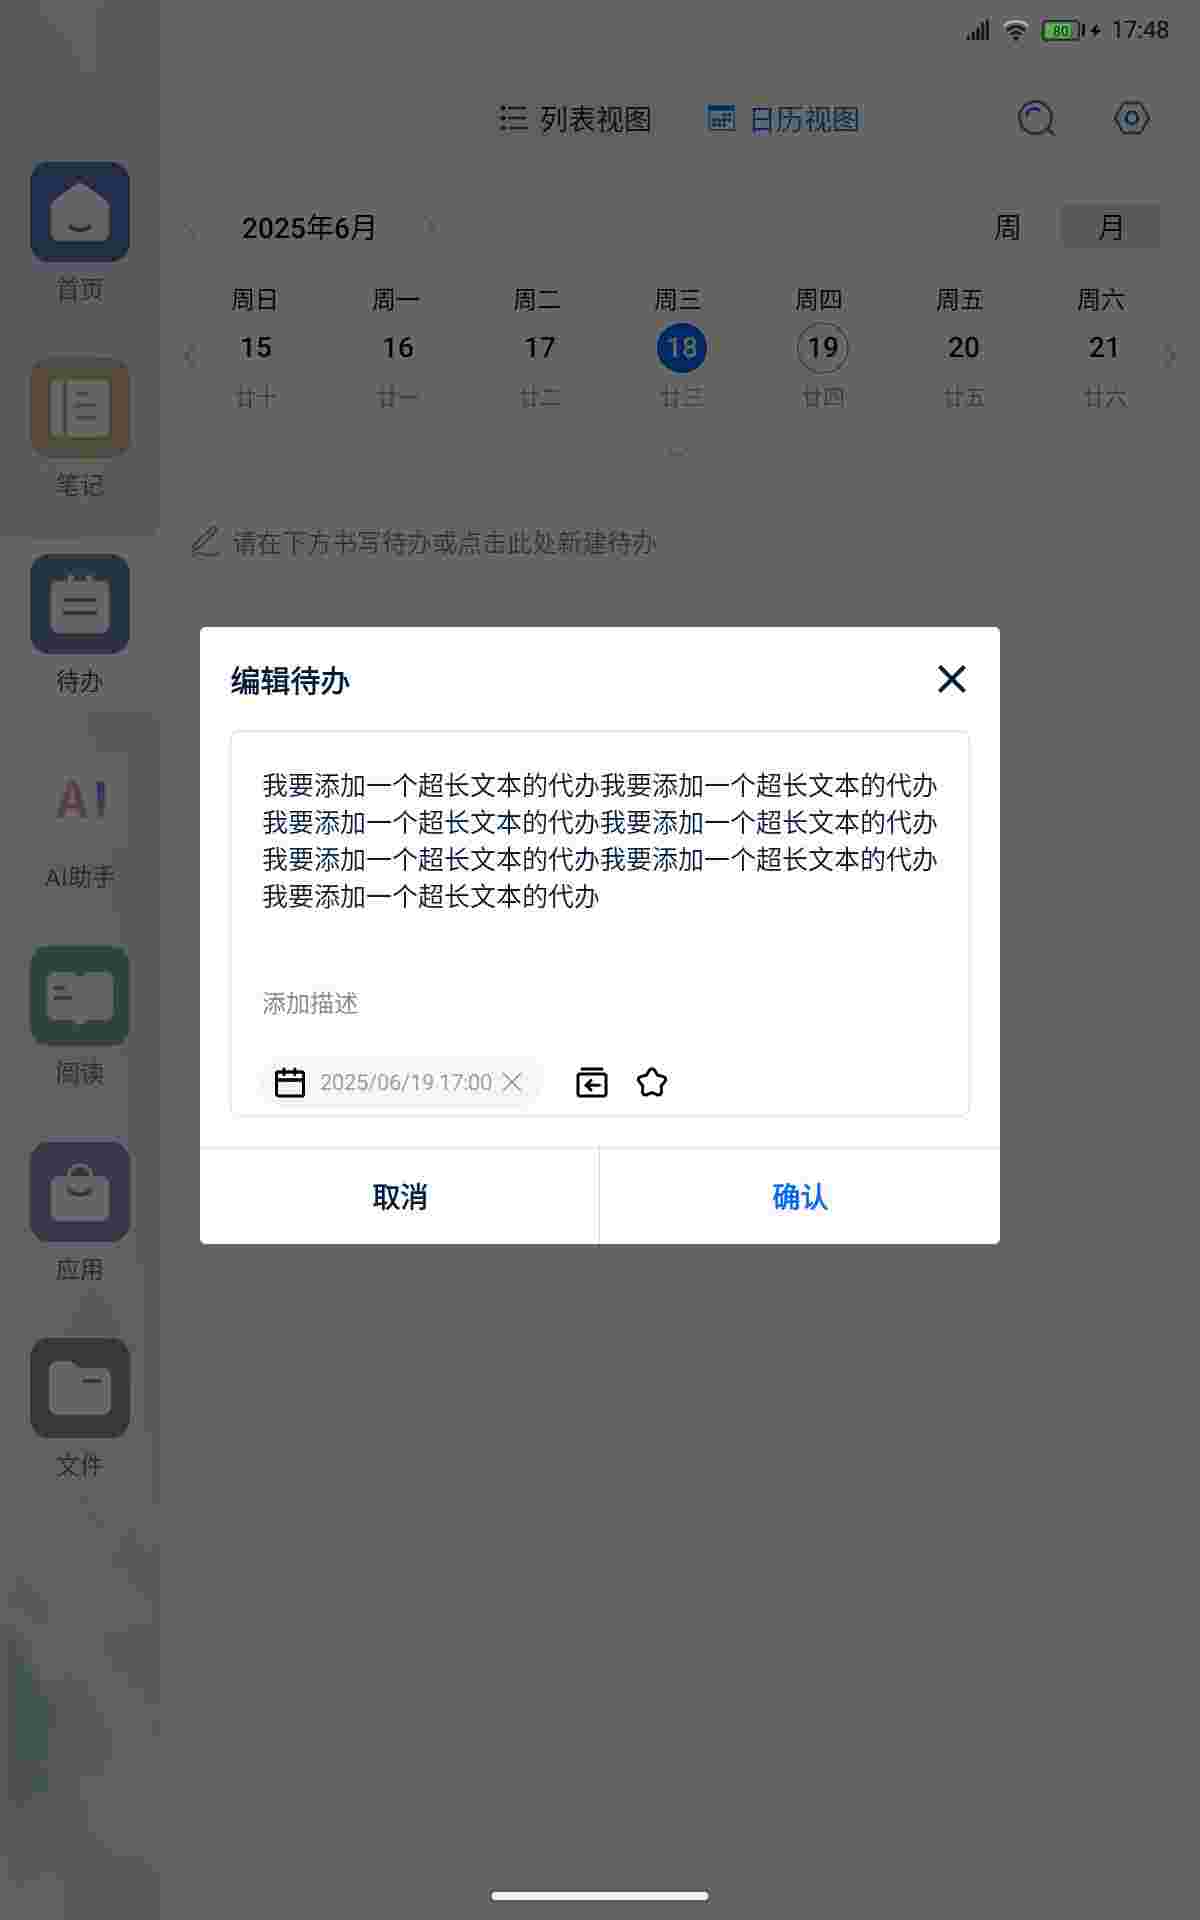 80 17:48
列表视图 日历视图
2025年6月 周 月
周日 周一 周二 周三 周四 周五 周六
15 16 17 18 19 20 21
廿十 廿一 廿二 廿三 廿四 廿五 廿六
请在下方书写待办或点击此处新建待办
首页
笔记
待办
AI
AI助手
阅读
应用
文件
编辑待办
我要添加一个超长文本的代办我要添加一个超长文本的代办
我要添加一个超长文本的代办我要添加一个超长文本的代办
我要添加一个超长文本的代办我要添加一个超长文本的代办
我要添加一个超长文本的代办
添加描述
2025/06/19 17:00
取消 确认